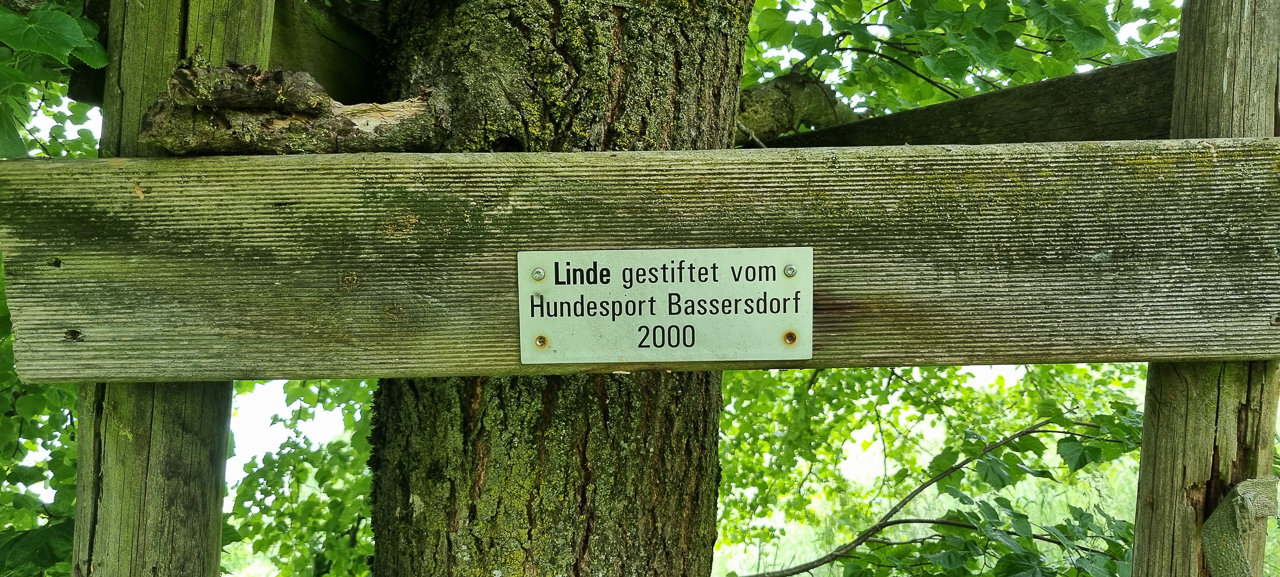 Linde gestiftet vom
Hundesport Bassersdorf
2000